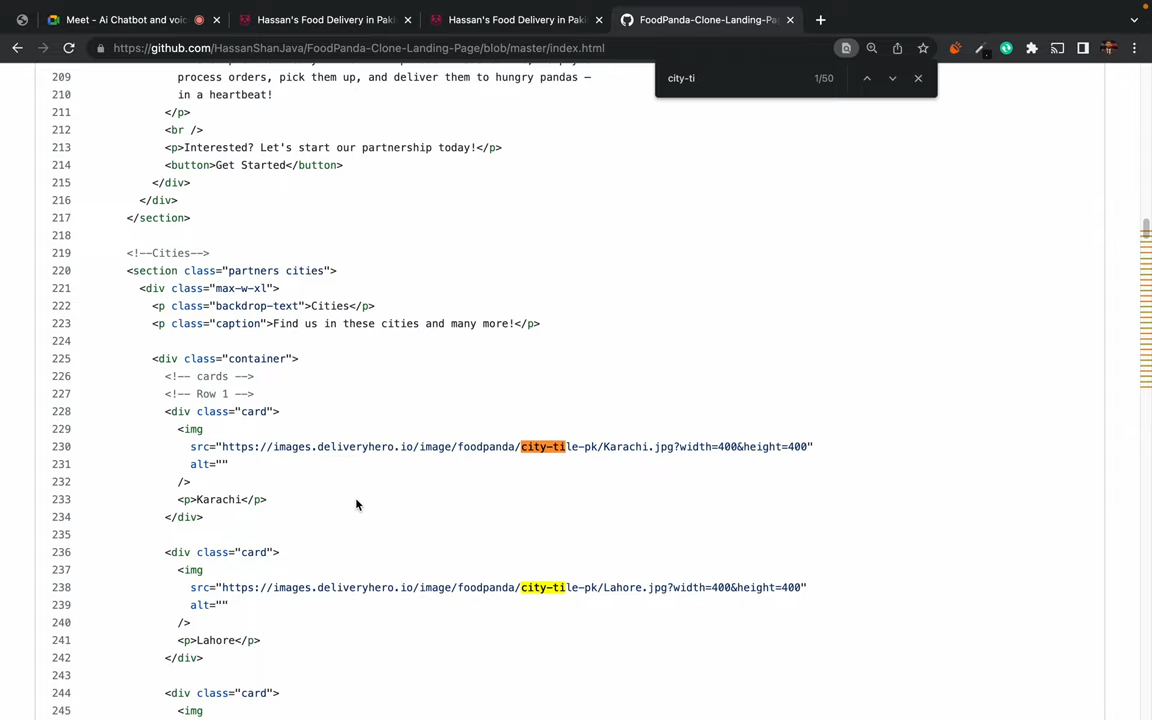 Meet - Ai Chatbot and voic
Hassan's Food Delivery in Paki
Hassan's Food Delivery in Paki
FoodPanda-Clone-Landing-Pa
https://github.com/HassanShanJava/FoodPanda-Clone-Landing-Page/blob/master/index.html
city-ti 1/50
209 process orders, pick them up, and deliver them to hungry pandas –
210 in a heartbeat!
211 </p>
212 <br />
213 <p>Interested? Let's start our partnership today!</p>
214 <button>Get Started</button>
215 </div>
216 </div>
217 </section>
218
219 <!--Cities-->
220 <section class="partners cities">
221 <div class="max-w-xl">
222 <p class="backdrop-text">Cities</p>
223 <p class="caption">Find us in these cities and many more!</p>
224
225 <div class="container">
226 <!-- cards -->
227 <!-- Row 1 -->
228 <div class="card">
229 <img
230 src="https://images.deliveryhero.io/image/foodpanda/city-tile-pk/Karachi.jpg?width=400&height=400"
231 alt=""
232 />
233 <p>Karachi</p>
234 </div>
235
236 <div class="card">
237 <img
238 src="https://images.deliveryhero.io/image/foodpanda/city-tile-pk/Lahore.jpg?width=400&height=400"
239 alt=""
240 />
241 <p>Lahore</p>
242 </div>
243
244 <div class="card">
245 <img